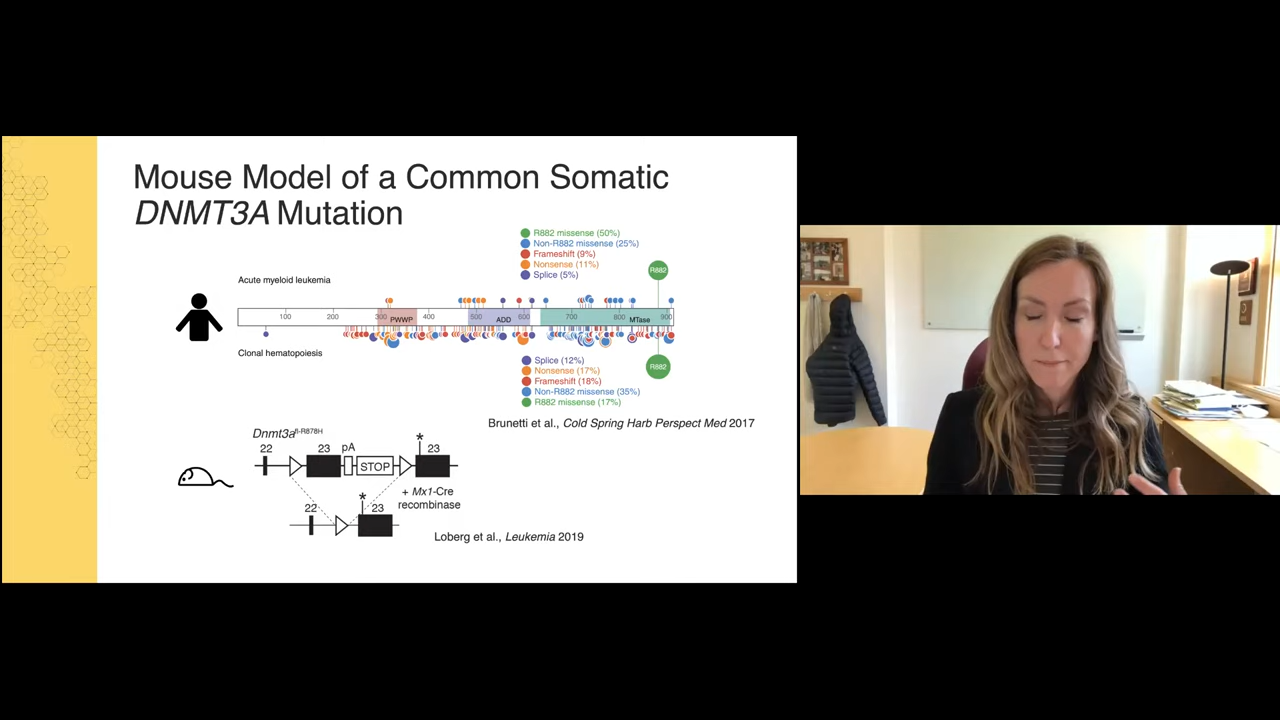 Mouse Model of a Common Somatic
DNMT3A Mutation
R882 missense (50%)
Non-R882 missense (25%)
Frameshift (9%)
Nonsense (11%)
Splice (5%)
R882
Acute myeloid leukemia
100 200 300 400 500 600 700 800 900
PWWP ADD MTase
Clonal hematopoiesis
Splice (12%)
Nonsense (17%)
Frameshift (18%)
Non-R882 missense (35%)
R882 missense (17%)
R882
Brunetti et al., Cold Spring Harb Perspect Med 2017
Dnmt3afl-R878H
*
22 23 pA 23
STOP
+ Mx1-Cre
recombinase
*
22 23
Loberg et al., Leukemia 2019